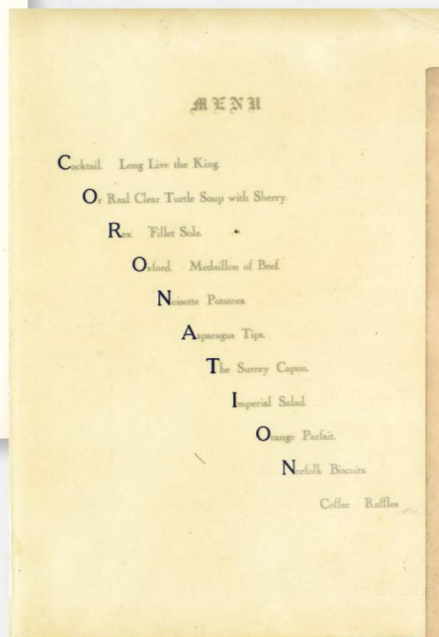 MENU
Cocktail. Long Live the King.
Or Real Clear Turtle Soup with Sherry.
Rex. Fillet Sole.
Oxford. Medaillon of Beef.
Noisette Potatoes.
Asparagus Tips.
The Surrey Capon.
Imperial Salad.
Orange Parfait.
Norfolk Biscuits.
Coffee Raffles